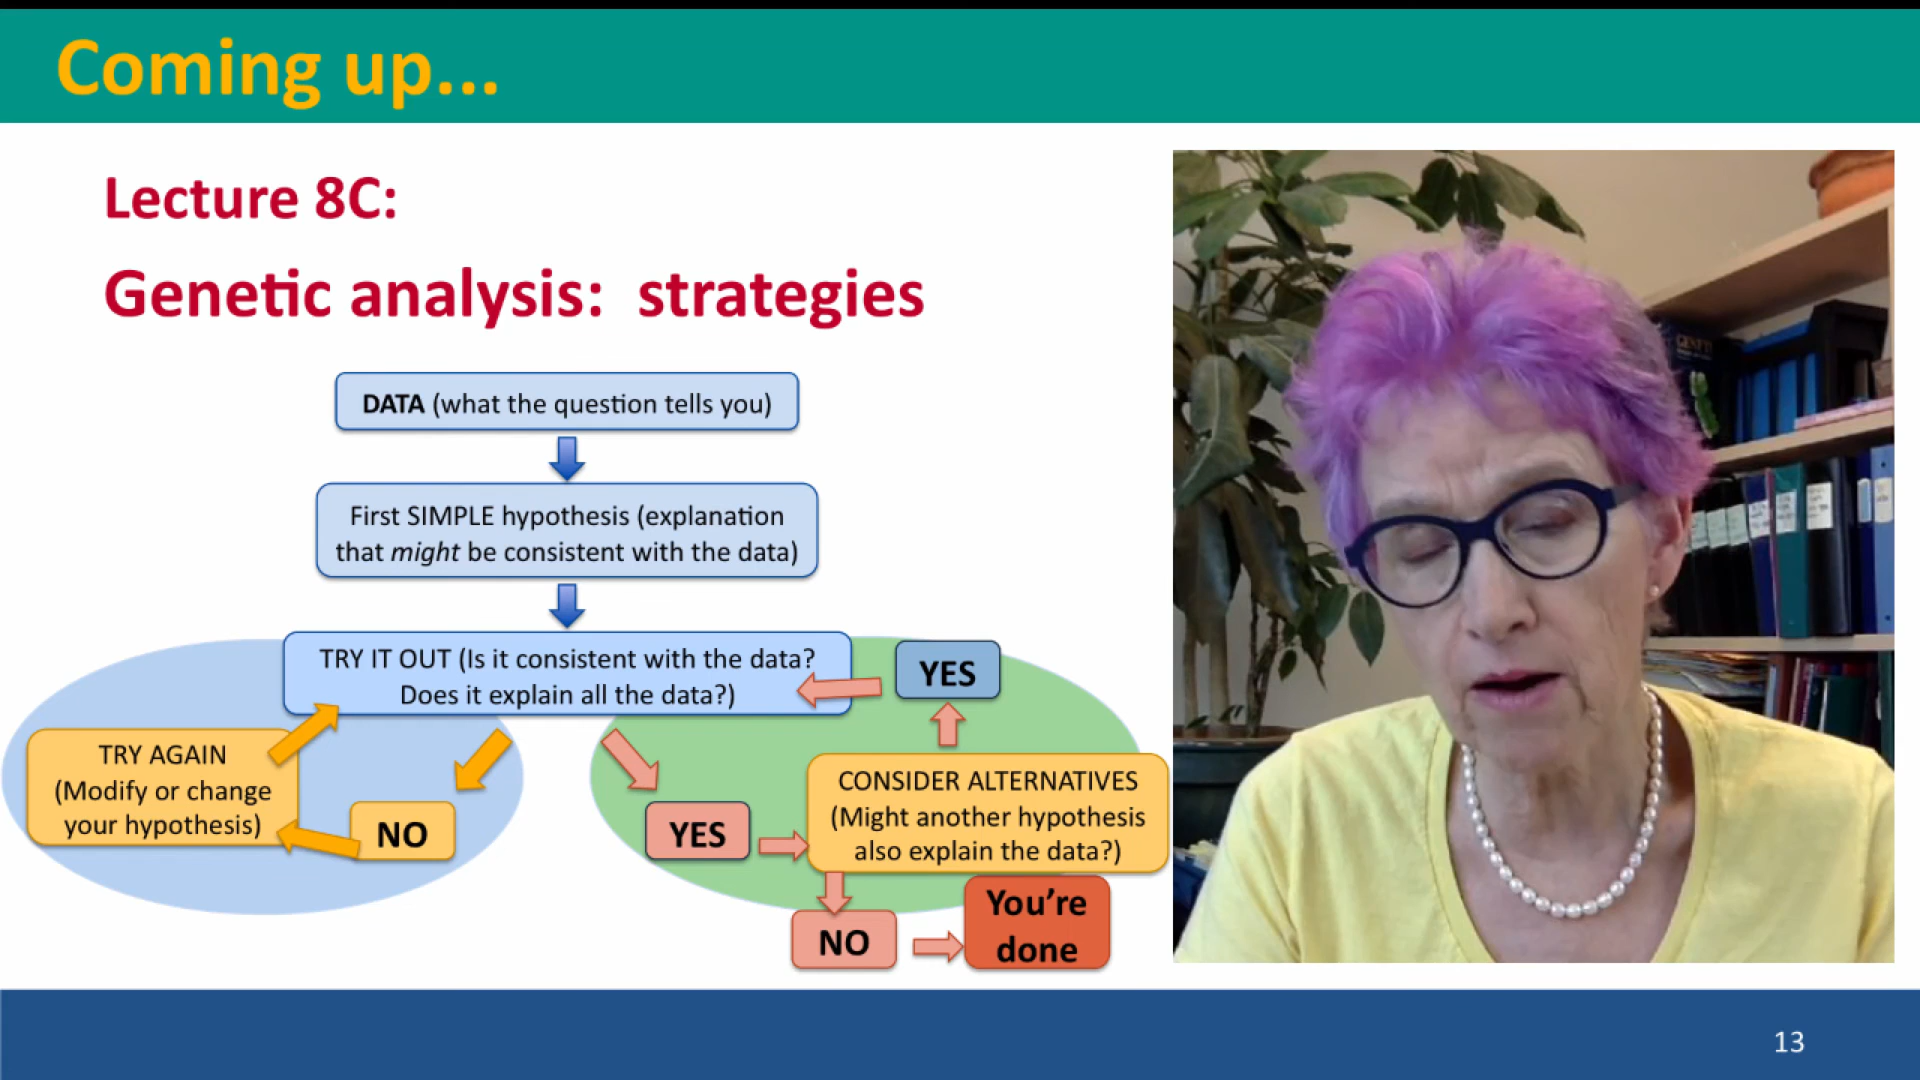 Coming up...
Lecture 8C:
Genetic analysis:  strategies
DATA (what the question tells you)
First SIMPLE hypothesis (explanation
that might be consistent with the data)
TRY IT OUT (Is it consistent with the data?
Does it explain all the data?)
YES
TRY AGAIN
(Modify or change
your hypothesis)
NO
YES
CONSIDER ALTERNATIVES
(Might another hypothesis
also explain the data?)
NO
You're
done
13